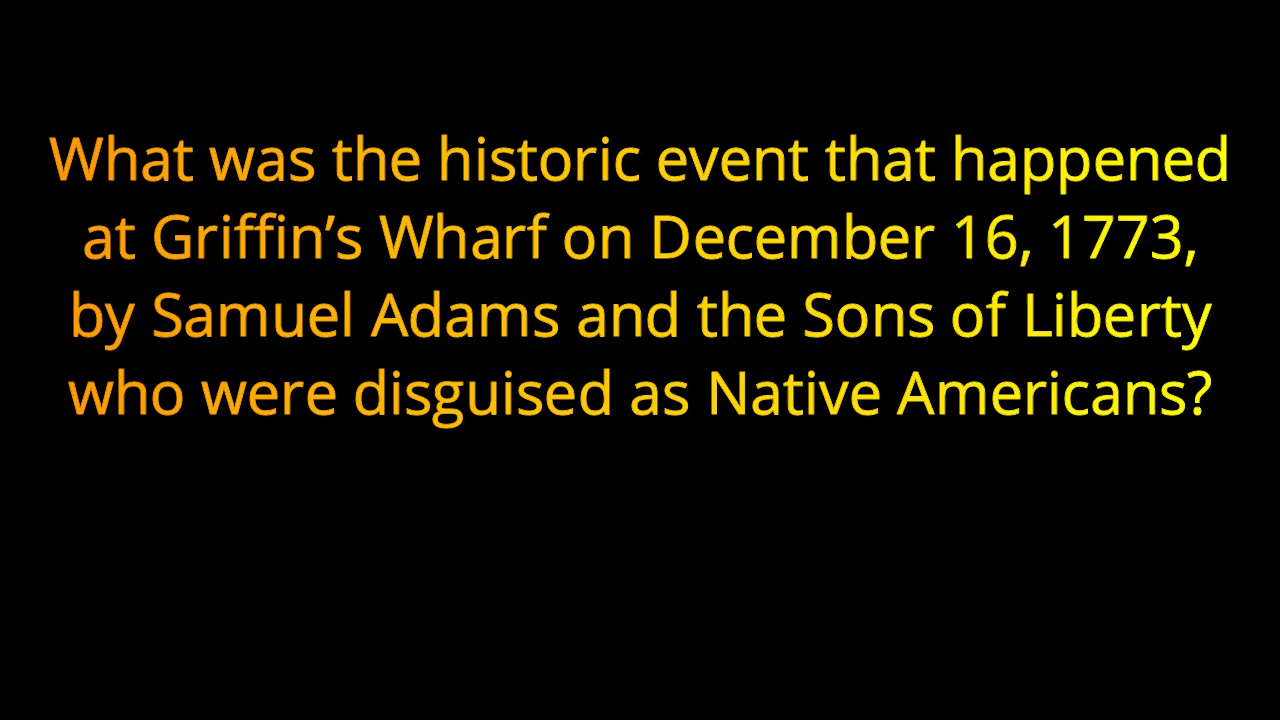 What was the historic event that happened
at Griffin’s Wharf on December 16, 1773,
by Samuel Adams and the Sons of Liberty
who were disguised as Native Americans?